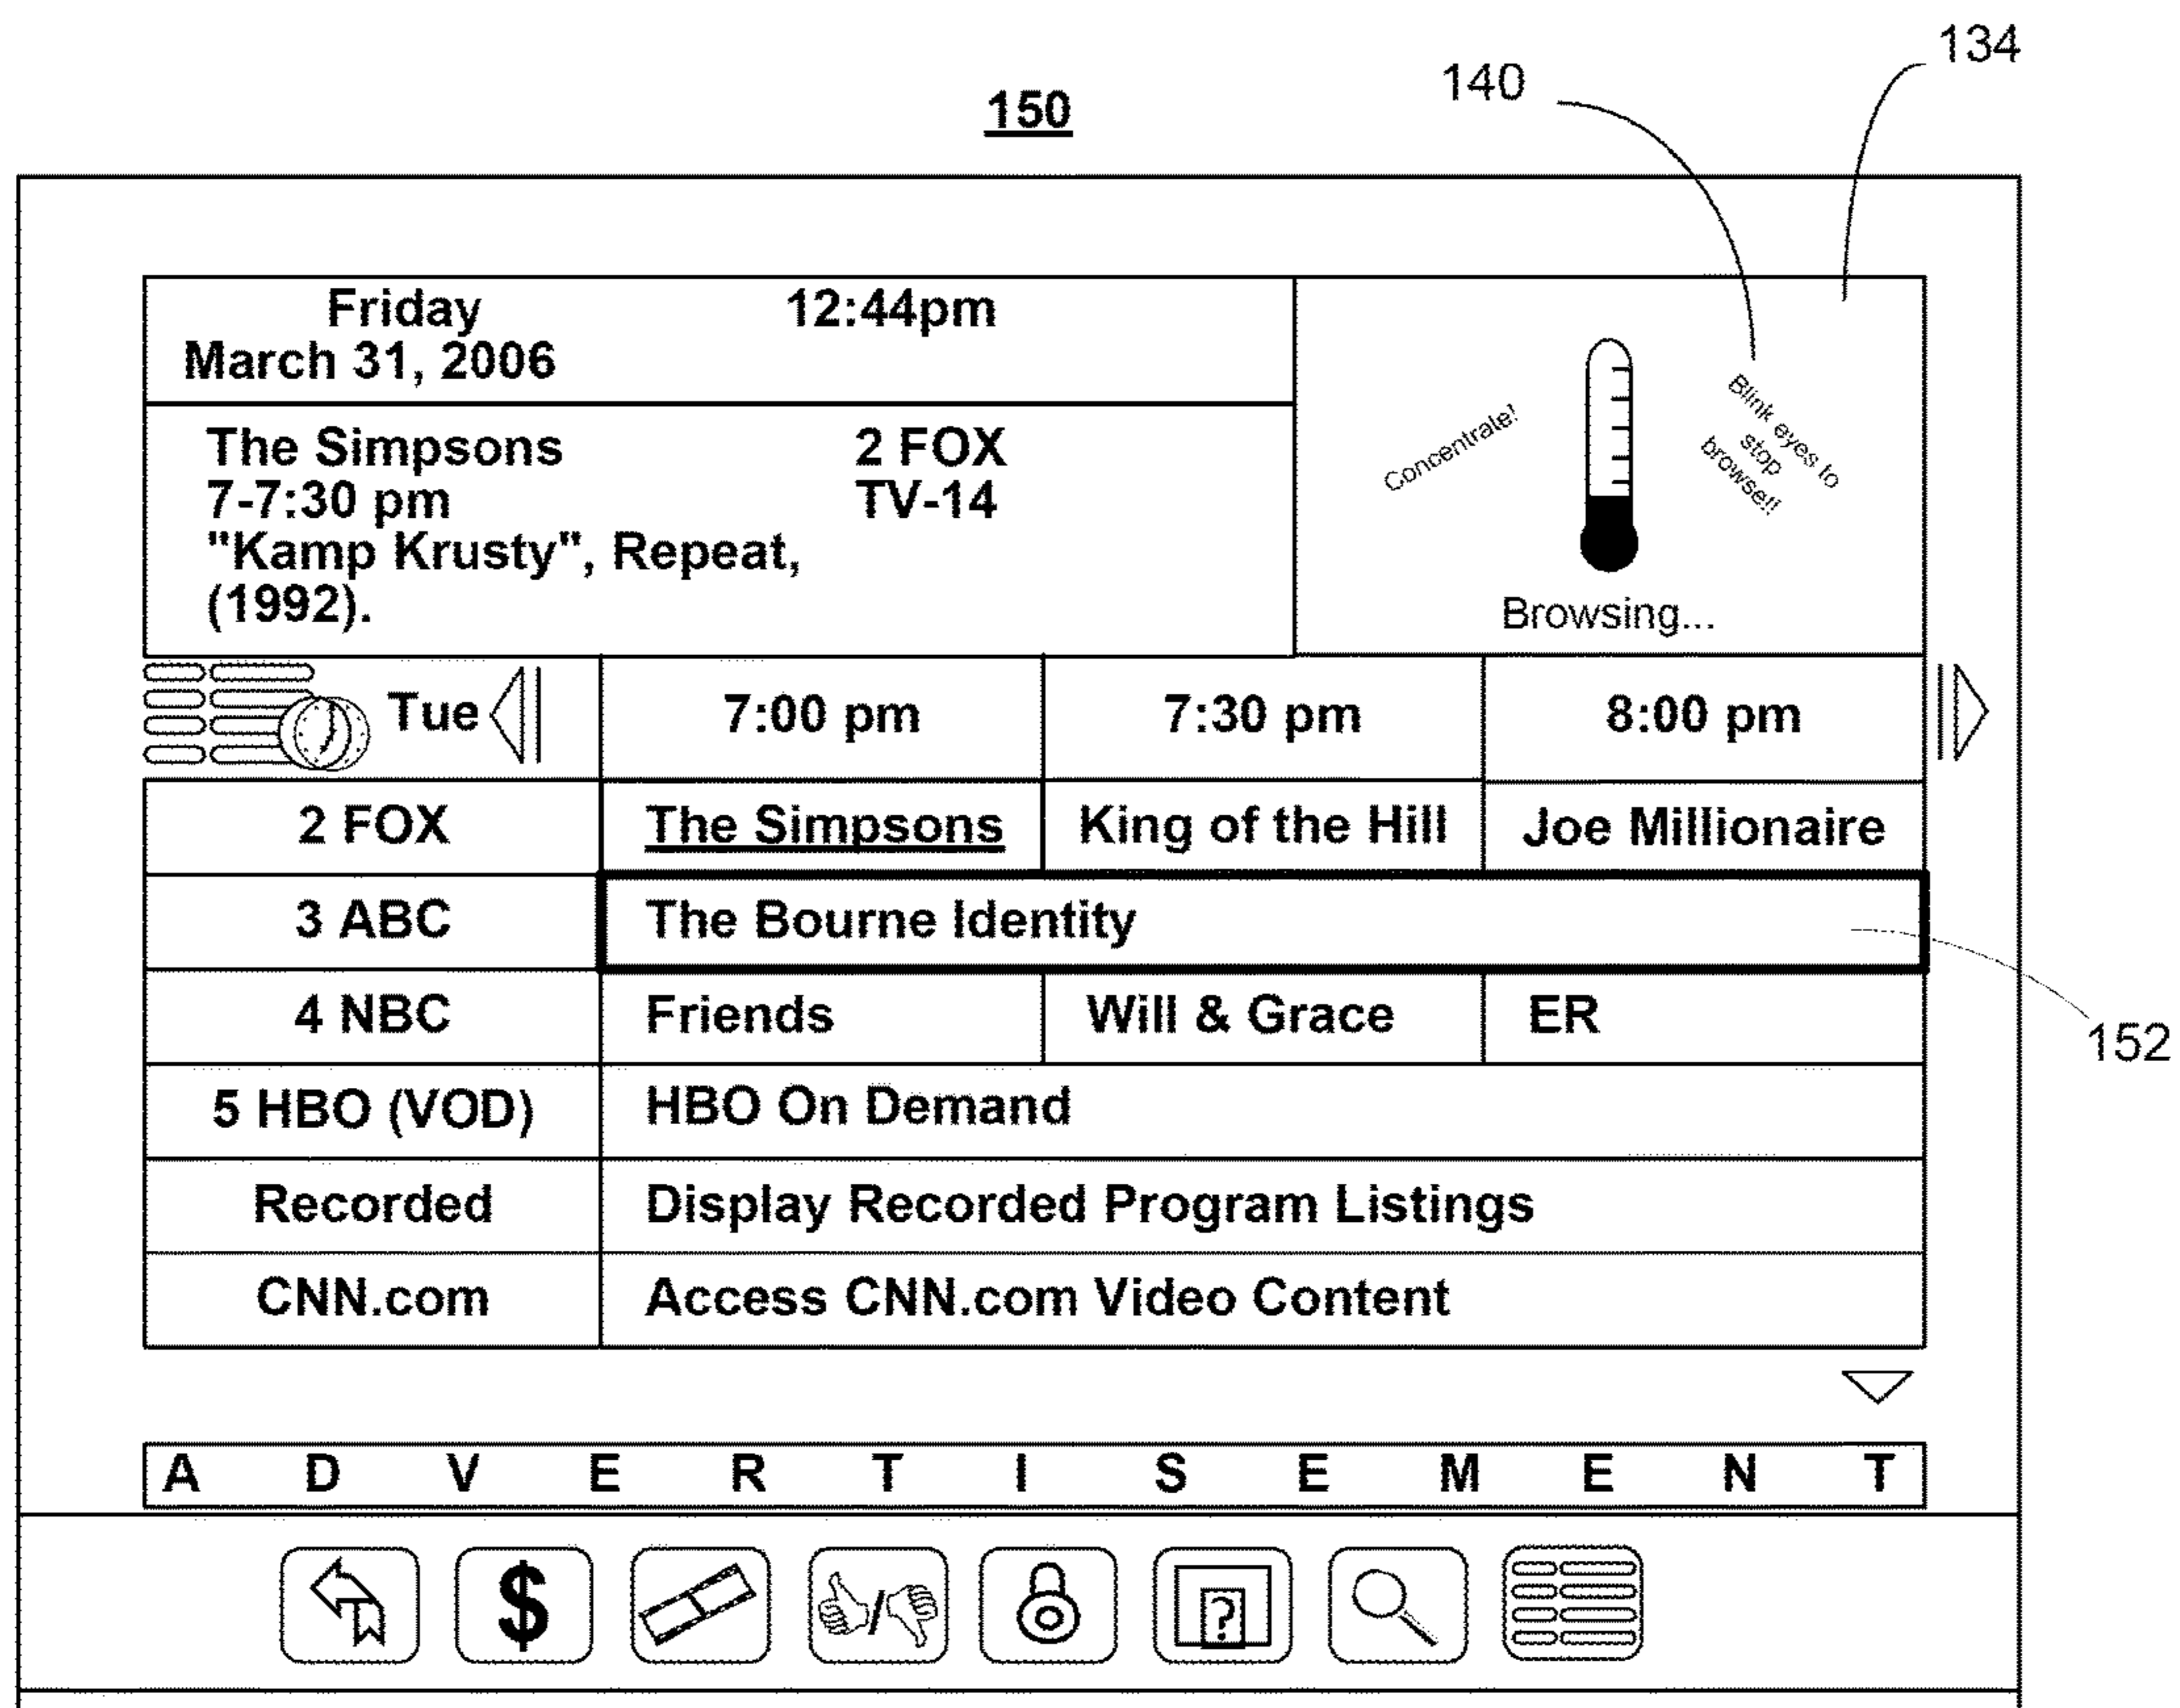 134
140
150
Friday 12:44pm
March 31, 2006
The Simpsons 2 FOX
7-7:30 pm TV-14
"Kamp Krusty", Repeat,
(1992).
Concentrate!
Blink eyes to
stop
browse!!
Browsing...
Tue 7:00 pm 7:30 pm 8:00 pm
2 FOX The Simpsons King of the Hill Joe Millionaire
3 ABC The Bourne Identity
4 NBC Friends Will & Grace ER
152
5 HBO (VOD) HBO On Demand
Recorded Display Recorded Program Listings
CNN.com Access CNN.com Video Content
A D V E R T I S E M E N T
$ / ?